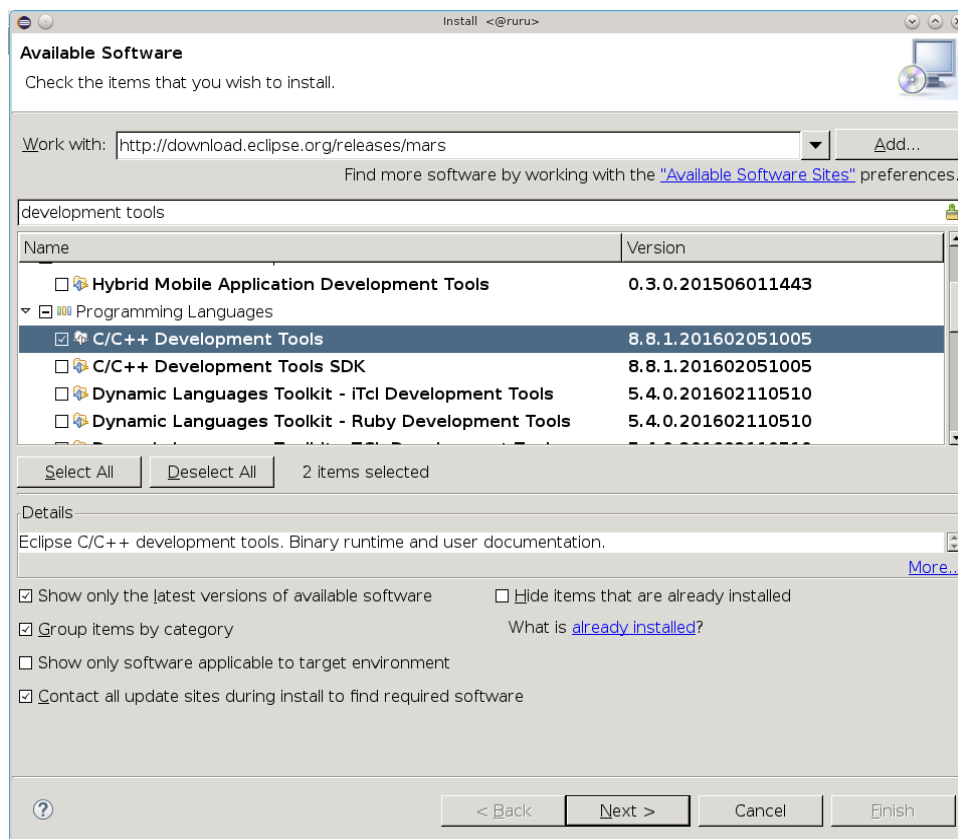 Install <@ruru>
Available Software
Check the items that you wish to install.
Work with: http://download.eclipse.org/releases/mars Add...
Find more software by working with the "Available Software Sites" preferences.
development tools
Name Version
Hybrid Mobile Application Development Tools 0.3.0.201506011443
Programming Languages
C/C++ Development Tools 8.8.1.201602051005
C/C++ Development Tools SDK 8.8.1.201602051005
Dynamic Languages Toolkit - iTcl Development Tools 5.4.0.201602110510
Dynamic Languages Toolkit - Ruby Development Tools 5.4.0.201602110510
Select All Deselect All 2 items selected
Details
Eclipse C/C++ development tools. Binary runtime and user documentation.
More..
Show only the latest versions of available software Hide items that are already installed
Group items by category What is already installed?
Show only software applicable to target environment
Contact all update sites during install to find required software
? < Back Next > Cancel Finish